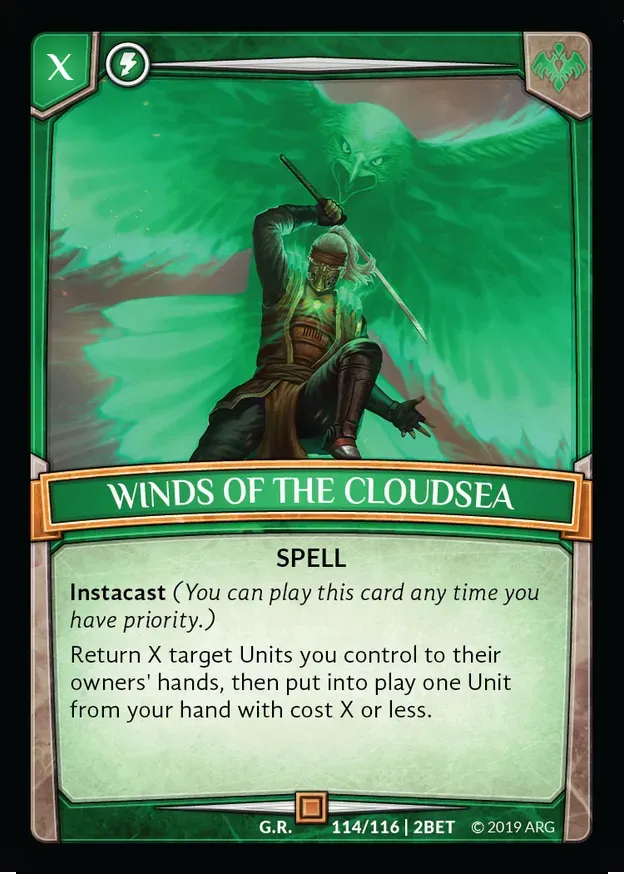 X
WINDS OF THE CLOUDSEA
SPELL
Instacast (You can play this card any time you
have priority.)
Return X target Units you control to their
owners' hands, then put into play one Unit
from your hand with cost X or less.
G.R. 114/116 | 2BET © 2019 ARG